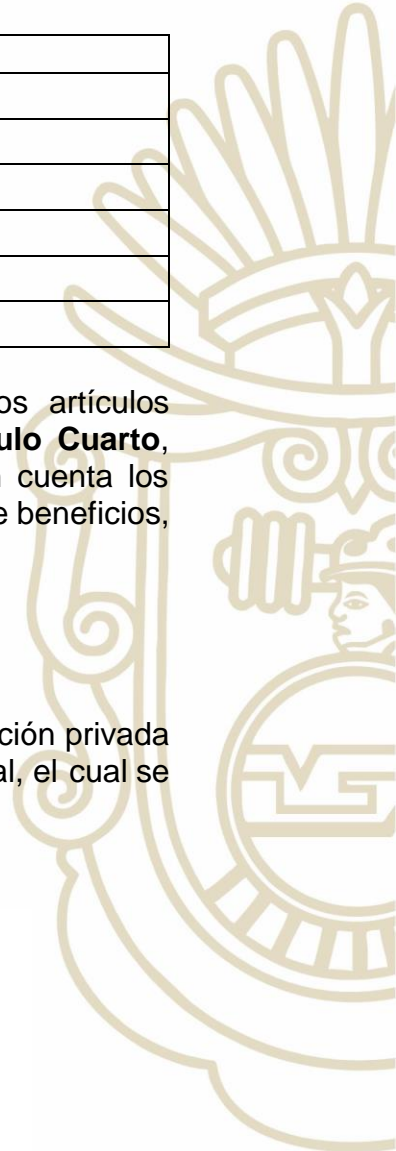 os artículos
ulo Cuarto,
cuenta los
e beneficios,
ción privada
al, el cual se